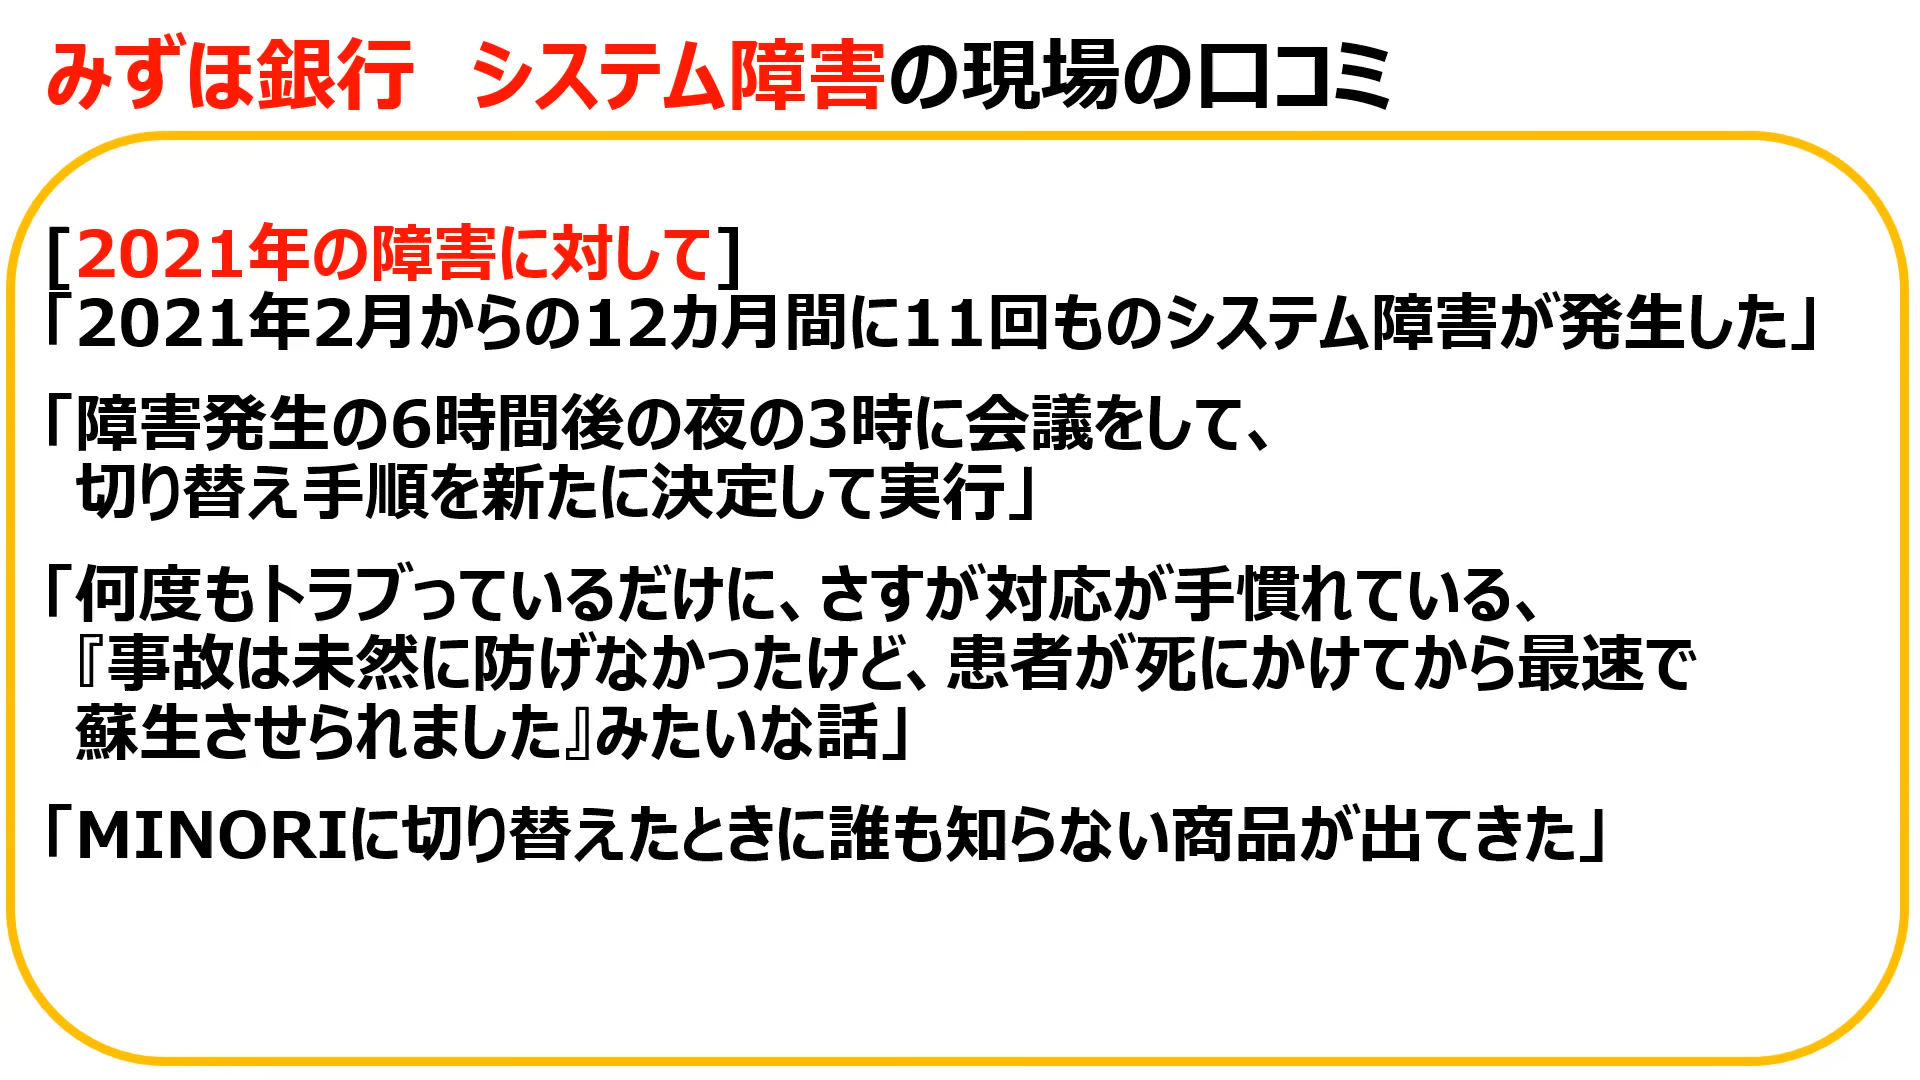 みずほ銀行　システム障害の現場の口コミ
[2021年の障害に対して]
「2021年2月からの12カ月間に11回ものシステム障害が発生した」
「障害発生の6時間後の夜の3時に会議をして、
切り替え手順を新たに決定して実行」
「何度もトラブっているだけに、さすが対応が手慣れている、
『事故は未然に防げなかったけど、患者が死にかけてから最速で
蘇生させられました』みたいな話」
「MINORIに切り替えたときに誰も知らない商品が出てきた」